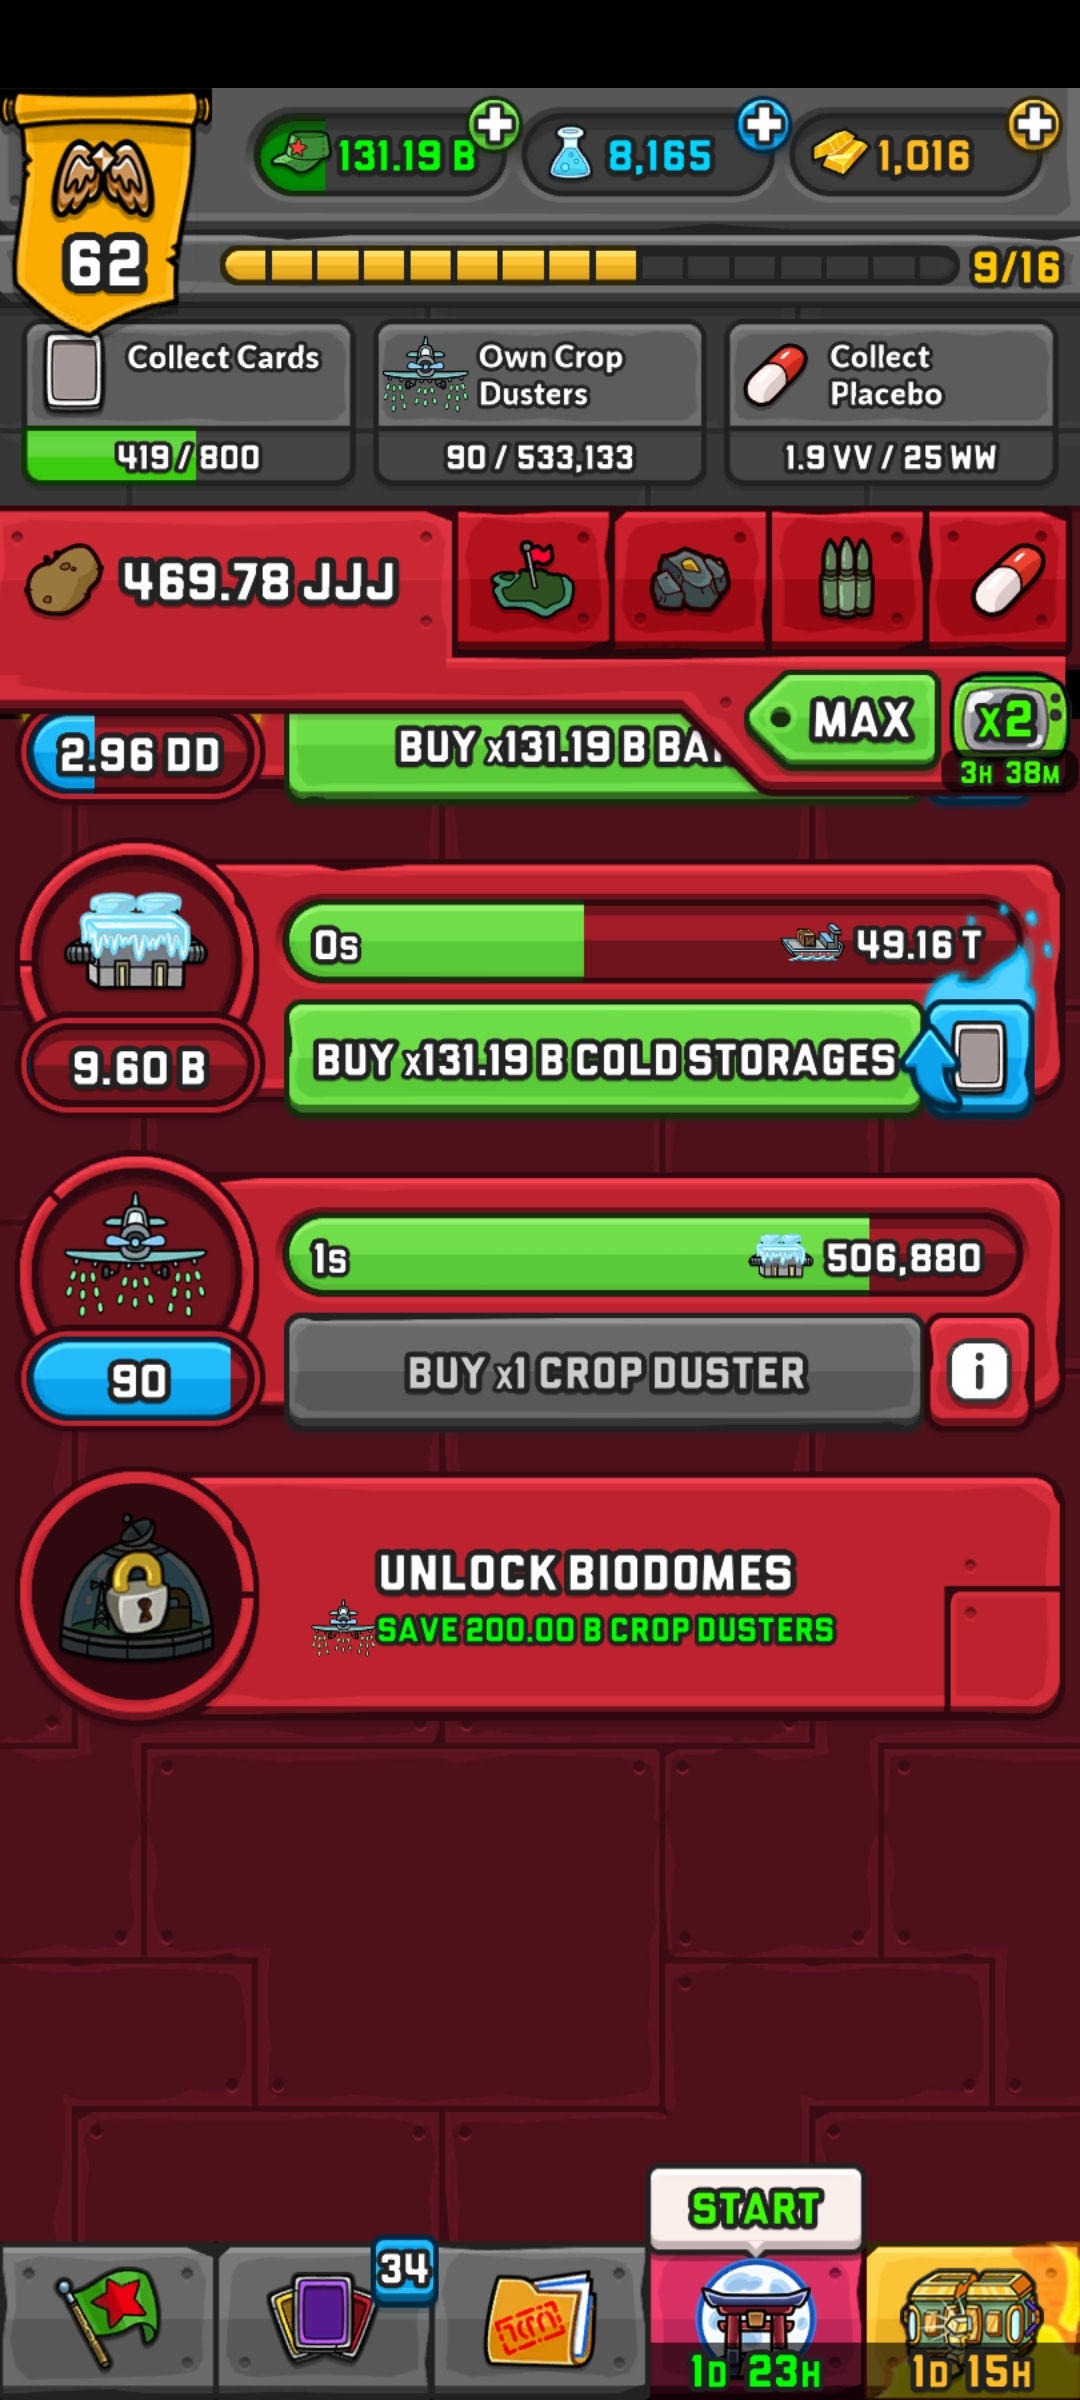 131.19 B
8,165
1,016
62
9/16
Collect Cards
419 / 800
Own Crop
Dusters
90 / 533,133
Collect
Placebo
1.9 VV / 25 WW
469.78 JJJ
MAX
x2
3H 38M
2.96 DD
BUY x131.19 B BA
0s
49.16 T
9.60 B
BUY x131.19 B COLD STORAGES
1s
506,880
90
BUY x1 CROP DUSTER
i
UNLOCK BIODOMES
SAVE 200.00 B CROP DUSTERS
START
34
1D 23H
1D 15H